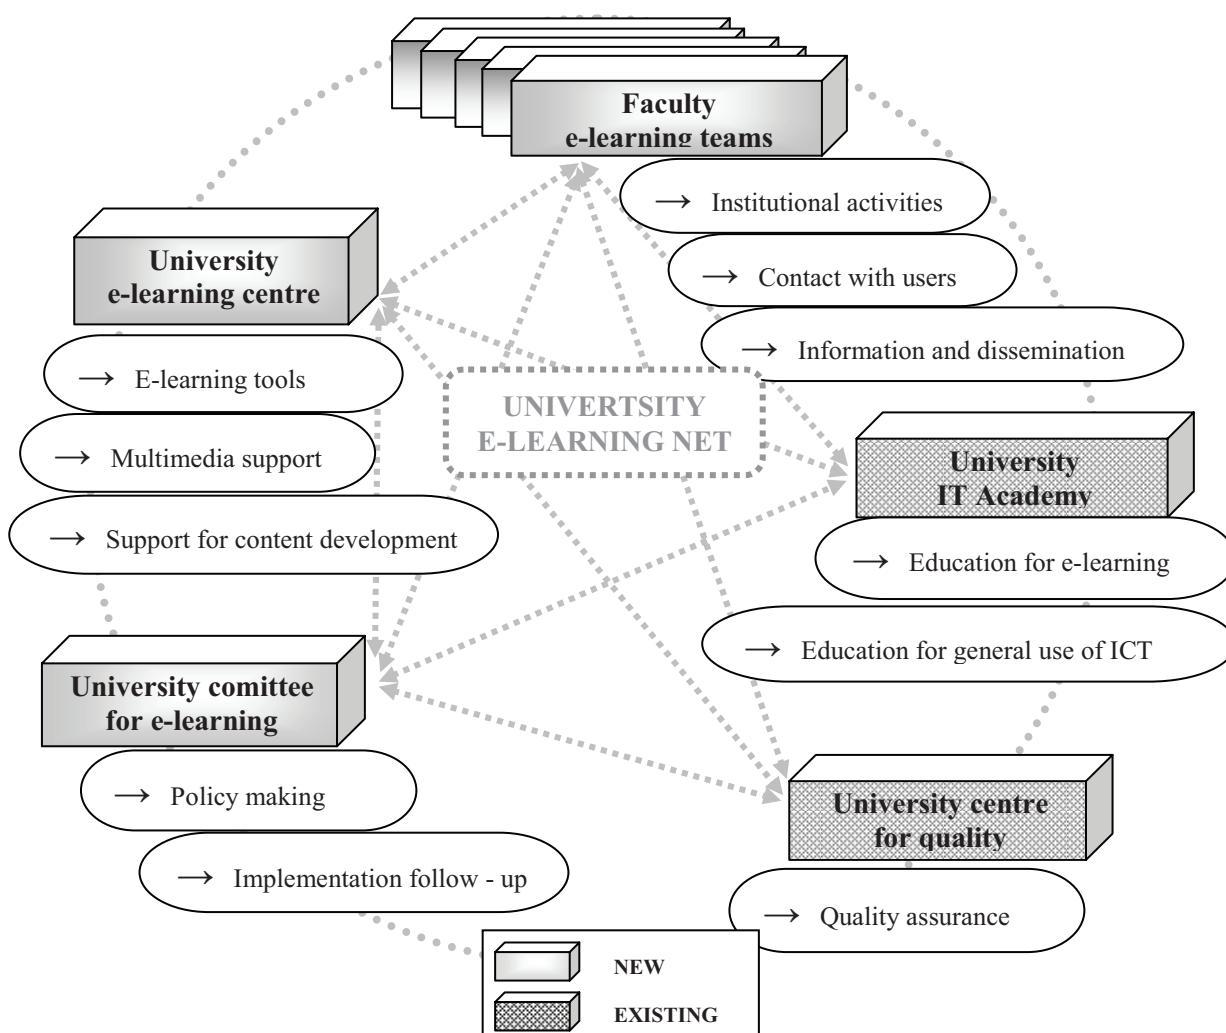 Faculty
e-learning teams
→ Institutional activities
→ Contact with users
→ Information and dissemination
University
e-learning centre
→ E-learning tools
→ Multimedia support
→ Support for content development
UNIVERTSITY
E-LEARNING NET
University
IT Academy
→ Education for e-learning
→ Education for general use of ICT
University comittee
for e-learning
→ Policy making
→ Implementation follow - up
University centre
for quality
→ Quality assurance
NEW
EXISTING